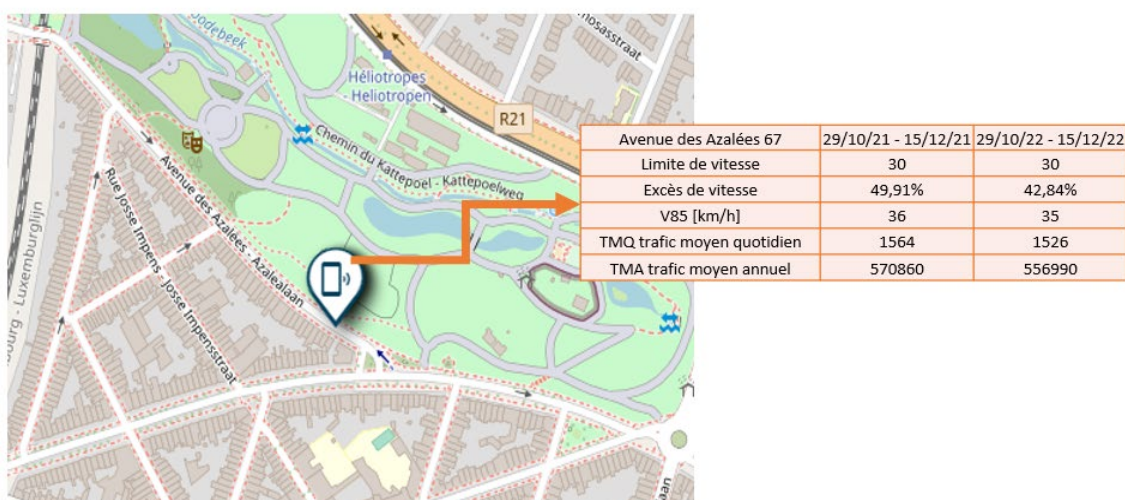 odebeek
Héliotropes
- Heliotropen
R21
osasstraat
Chemin du Kattepoel - Kattepoelweg
Avenue des Azalées - Azalealaan
Rue Josse Impens - Josse Impensstraat
ourg - Luxemburglijn
Avenue des Azalées 67 29/10/21 - 15/12/21 29/10/22 - 15/12/22
Limite de vitesse 30 30
Excès de vitesse 49,91% 42,84%
V85 [km/h] 36 35
TMQ trafic moyen quotidien 1564 1526
TMA trafic moyen annuel 570860 556990